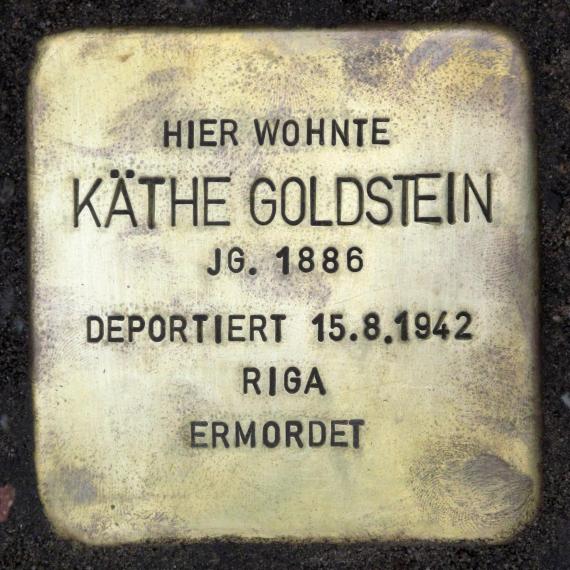 HIER WOHNTE
KÄTHE GOLDSTEIN
JG. 1886
DEPORTIERT 15.8.1942
RIGA
ERMORDET